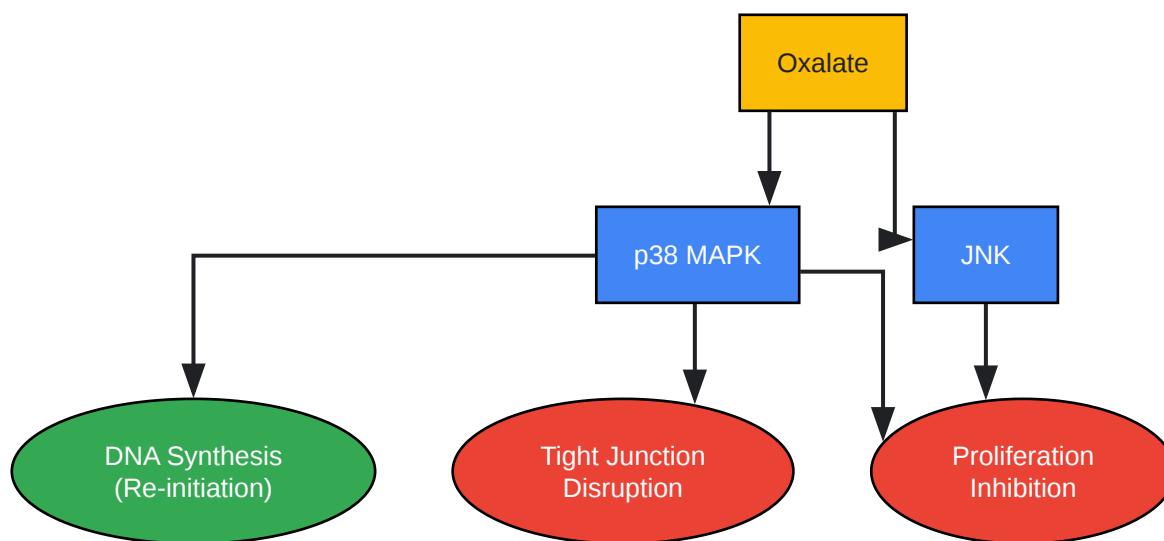 Oxalate
p38 MAPK
JNK
DNA Synthesis
(Re-initiation)
Tight Junction
Disruption
Proliferation
Inhibition